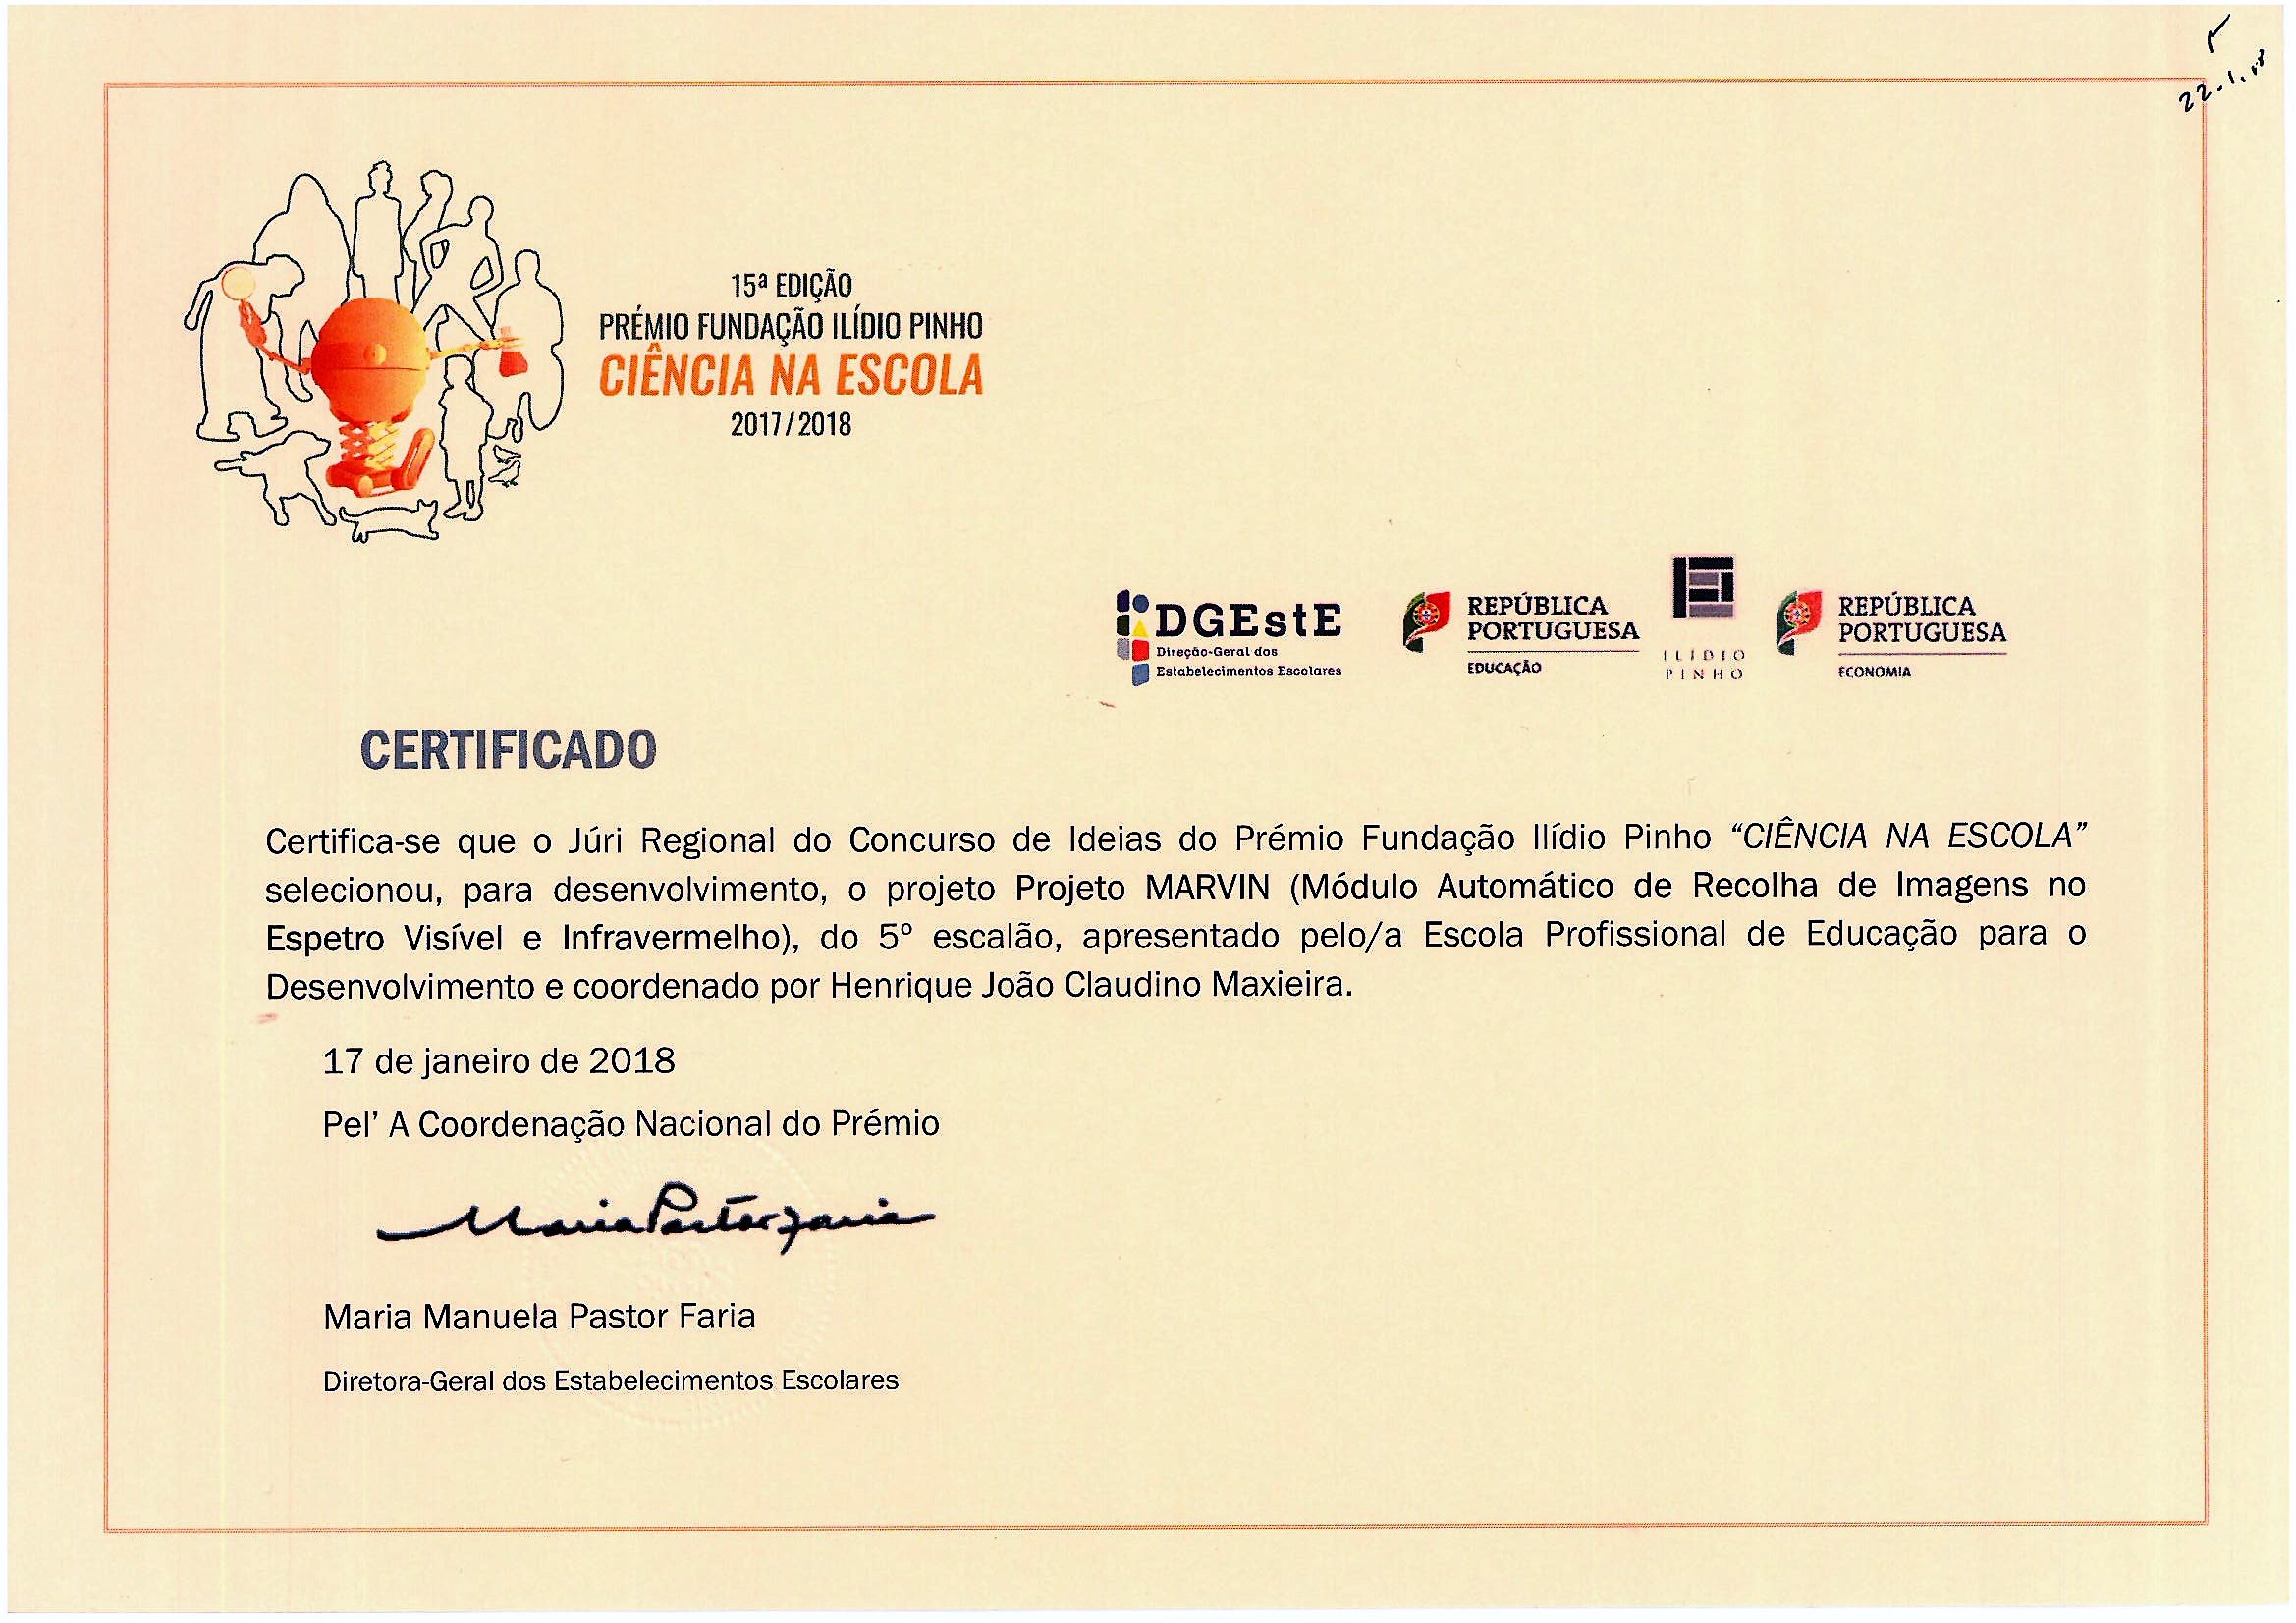 22.1.18
15ª EDIÇÃO
PRÉMIO FUNDAÇÃO ILÍDIO PINHO
CIÊNCIA NA ESCOLA
2017/2018
DGEstE
Direção-Geral dos
Estabelecimentos Escolares
REPÚBLICA
PORTUGUESA
EDUCAÇÃO
ILÍDIO
PINHO
REPÚBLICA
PORTUGUESA
ECONOMIA
CERTIFICADO
Certifica-se que o Júri Regional do Concurso de Ideias do Prémio Fundação Ilídio Pinho “CIÊNCIA NA ESCOLA”
selecionou, para desenvolvimento, o projeto Projeto MARVIN (Módulo Automático de Recolha de Imagens no
Espetro Visível e Infravermelho), do 5º escalão, apresentado pelo/a Escola Profissional de Educação para o
Desenvolvimento e coordenado por Henrique João Claudino Maxieira.
17 de janeiro de 2018
Pel’ A Coordenação Nacional do Prémio
Maria Pastor Faria
Maria Manuela Pastor Faria
Diretora-Geral dos Estabelecimentos Escolares